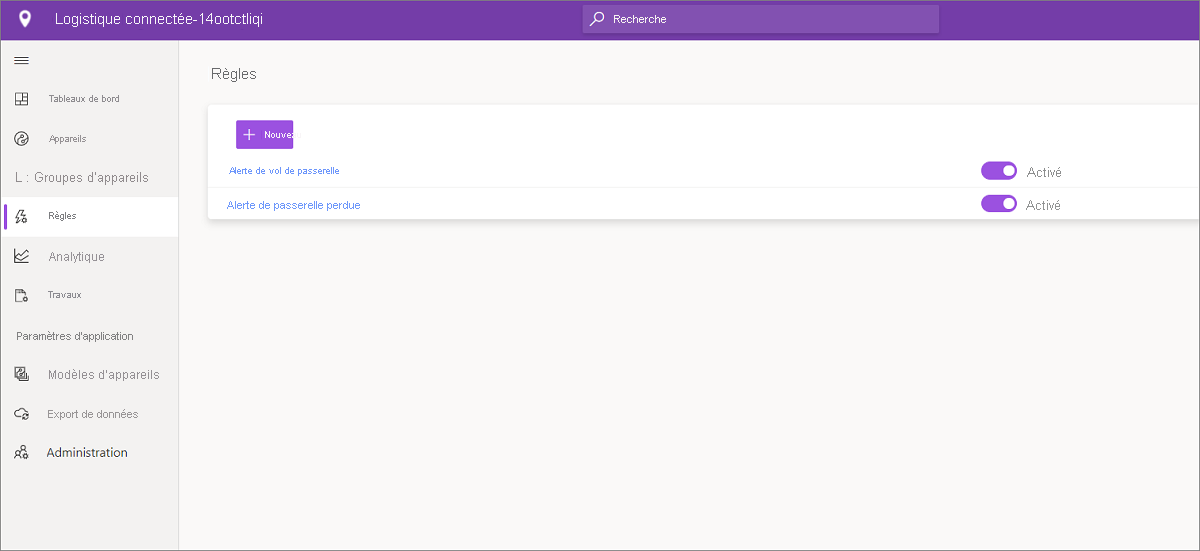 Logistique connectée-14ootctliqi
Recherche
Règles
Tableaux de bord
Appareils
L : Groupes d'appareils
Règles
Analytique
Travaux
Paramètres d'application
Modèles d'appareils
Export de données
Administration
Nouvez
Alerte de vol de passerelle
Activé
Alerte de passerelle perdue
Activé